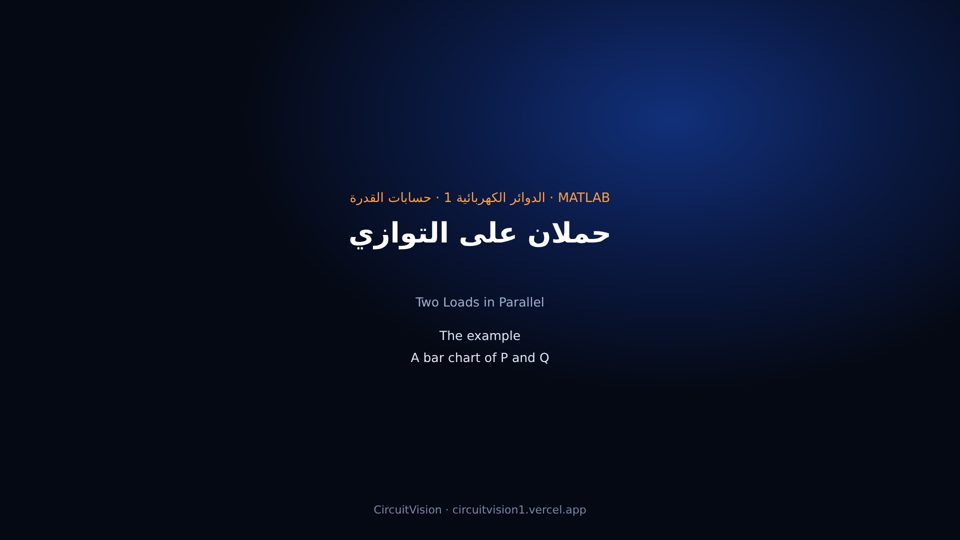 MATLAB · الدوائر الكهربائية 1 · حسابات القدرة
حملان على التوازي
Two Loads in Parallel
The example
A bar chart of P and Q
CircuitVision · circuitvision1.vercel.app